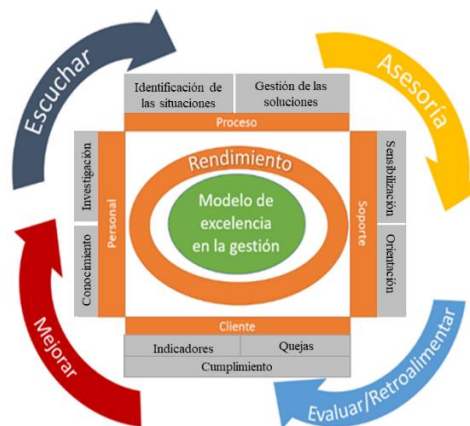 Escuchar
Asesoría
Identificación de
las situaciones
Gestión de las
soluciones
Proceso
Investigación
Conocimiento
Personal
Rendimiento
Modelo de
excelencia
en la gestión
Soporte
Sensibilización
Orientación
Cliente
Indicadores
Quejas
Cumplimiento
Mejorar
Evaluar/Retroalimentar